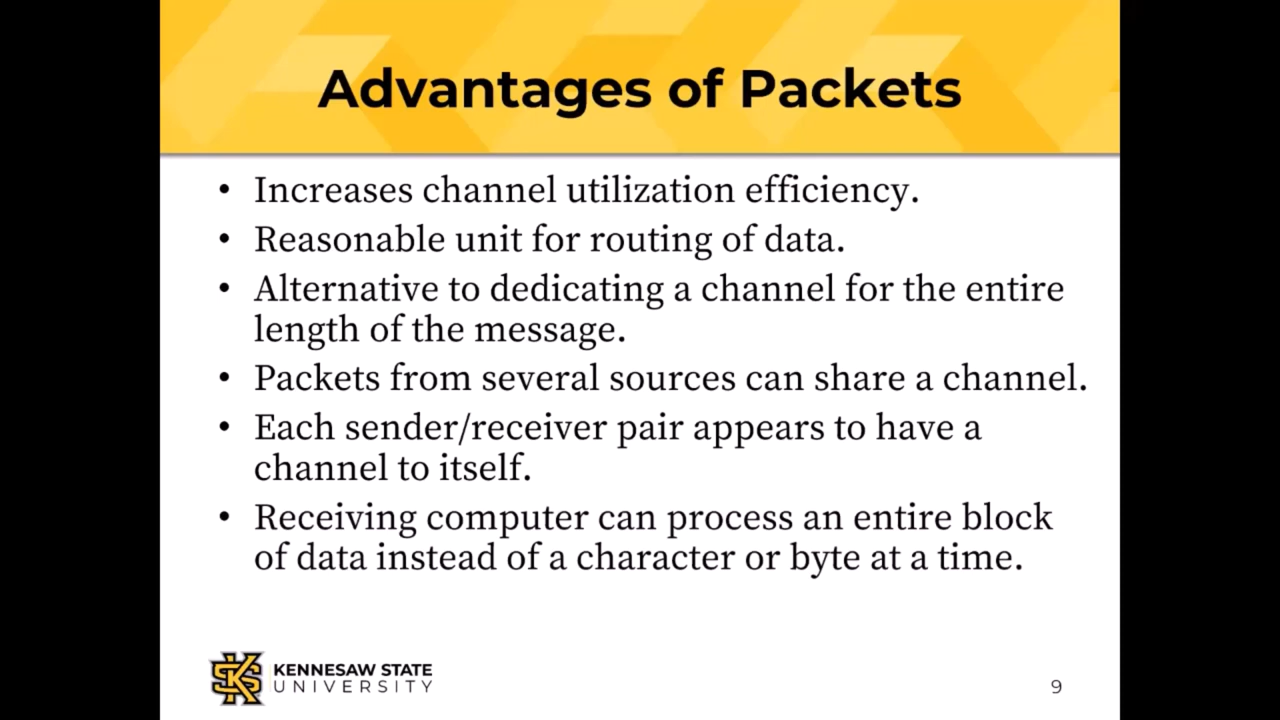 Advantages of Packets
• Increases channel utilization efficiency.
• Reasonable unit for routing of data.
• Alternative to dedicating a channel for the entire
length of the message.
• Packets from several sources can share a channel.
• Each sender/receiver pair appears to have a
channel to itself.
• Receiving computer can process an entire block
of data instead of a character or byte at a time.
KENNESAW STATE
UNIVERSITY
9